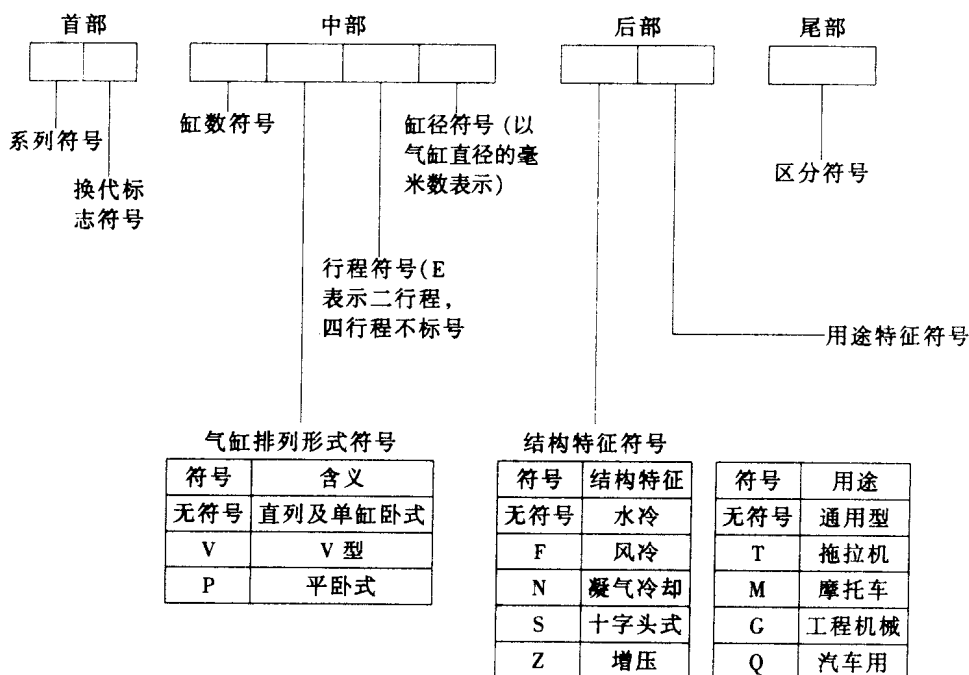 首部 中部 后部 尾部
系列符号
换代标
志符号
缸数符号
缸径符号(以
气缸直径的毫
米数表示)
行程符号(E
表示二行程,
四行程不标号
区分符号
用途特征符号
气缸排列形式符号
符号 含义
无符号 直列及单缸卧式
V V型
P 平卧式
结构特征符号
符号 结构特征
无符号 水冷
F 风冷
N 凝气冷却
S 十字头式
Z 增压
符号 用途
无符号 通用型
T 拖拉机
M 摩托车
G 工程机械
Q 汽车用